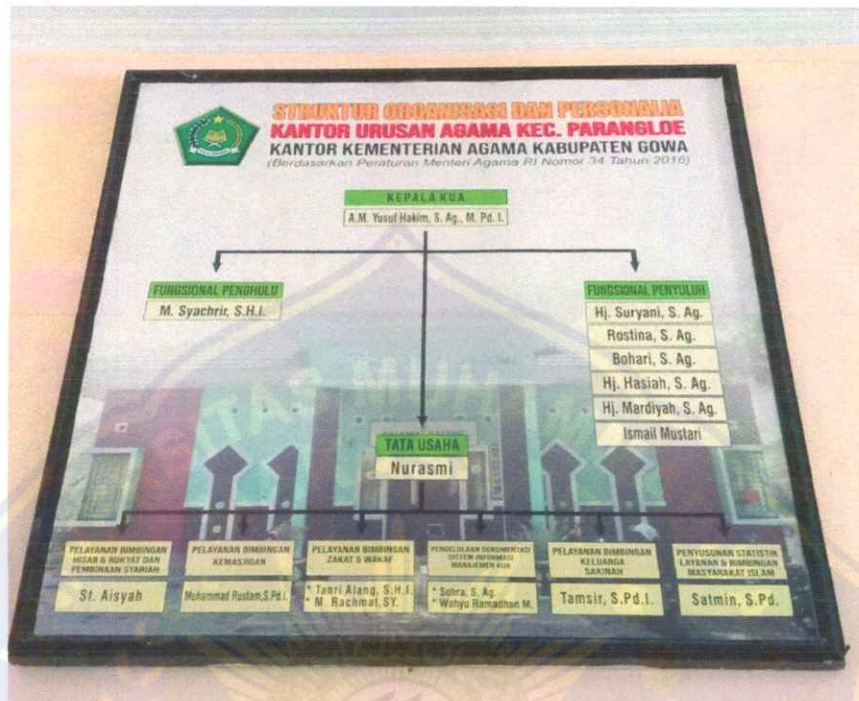 STRUKTUR ORGANISASI DAN PERSONALIA
KANTOR URUSAN AGAMA KEC. PARANGLOE
KANTOR KEMENTERIAN AGAMA KABUPATEN GOWA
(Berdasarkan Peraturan Menteri Agama RI Nomor 34 Tahun 2016)
KEPALA KUA
A.M. Yusuf Hakim, S. Ag., M. Pd. I.
FUNGSIONAL PENGHULU
M. Syachrir, S.H.I.
FUNGSIONAL PENYULUH
Hj. Suryani, S. Ag.
Rostina, S. Ag.
Bohari, S. Ag.
Hj. Hasiah, S. Ag.
Hj. Mardiyah, S. Ag.
Ismail Mustari
TATA USAHA
Nurasmi
PELAYANAN BIMBINGAN
HISAB & RUKYAT DAN
PEMBINAAN SYARIAH
St. Aisyah
PELAYANAN BIMBINGAN
KEMASJIDAN
Muhammad Rustam, S.Pd.I.
PELAYANAN BIMBINGAN
ZAKAT & WAKAF
* Tanri Alang, S.H.I.
* M. Rachmat, SY.
PENGELOLAAN DOKUMENTASI
SISTEM INFORMASI
MANAJEMEN KUA
* Suhra, S. Ag.
* Wahyu Ramadhan M.
PELAYANAN BIMBINGAN
KELUARGA
SAKINAH
Tamsir, S.Pd.I.
PENYUSUNAN STATISTIK
LAYANAN & BIMBINGAN
MASYARAKAT ISLAM
Satmin, S.Pd.